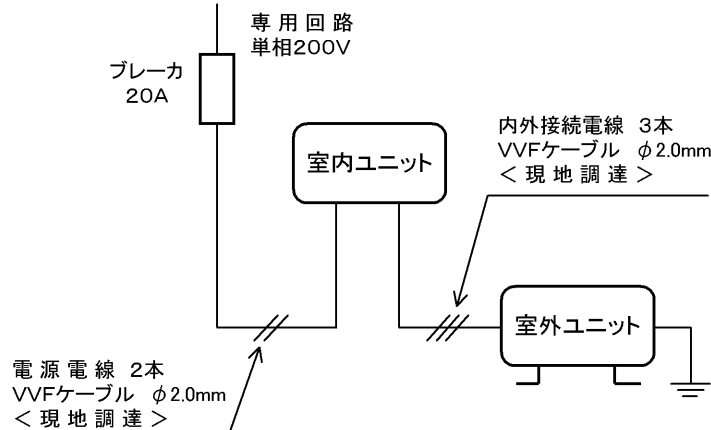 専用回路
単相200V
ブレーカ
20A
内外接続電線 3本
VVFケーブル φ2.0mm
<現地調達>
室内ユニット
室外ユニット
電源電線 2本
VVFケーブル φ2.0mm
<現地調達>